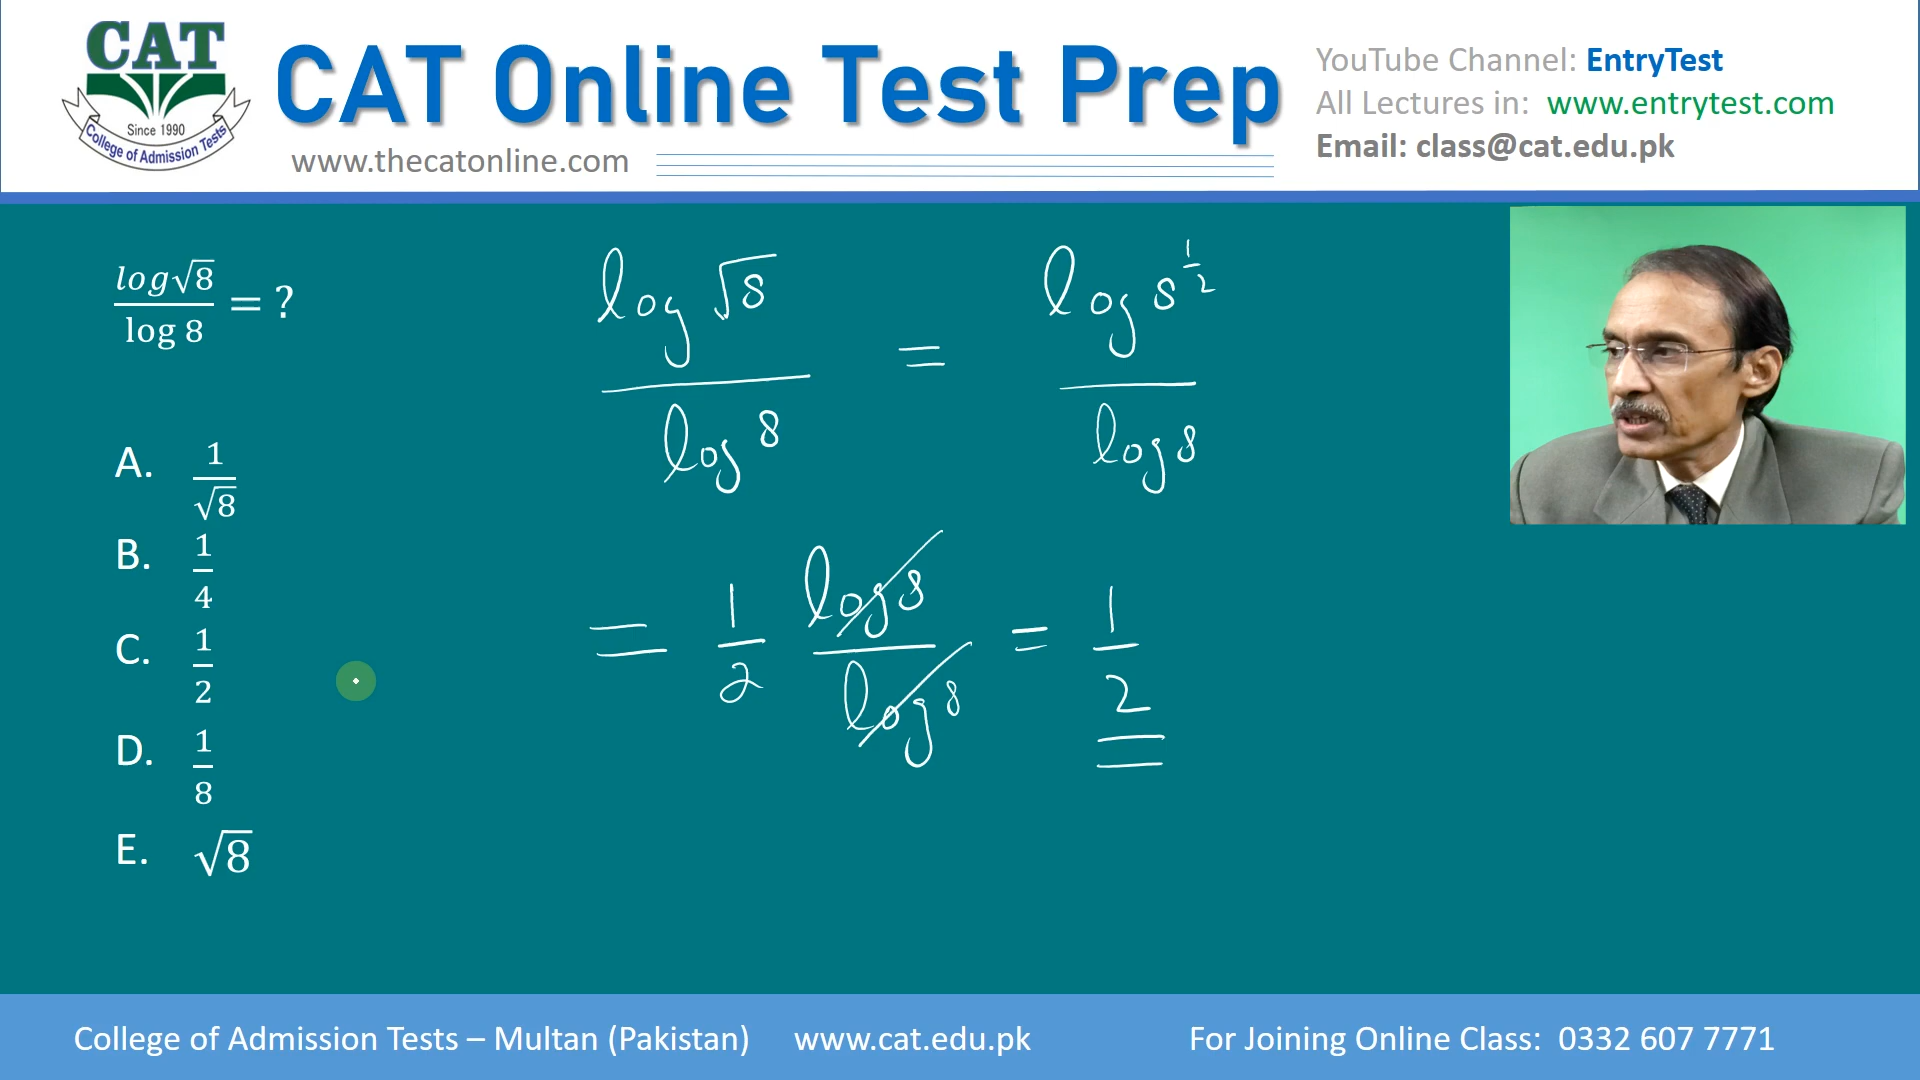 CAT
Since 1990
College of Admission Tests
CAT Online Test Prep
www.thecatonline.com
YouTube Channel: EntryTest
All Lectures in: www.entrytest.com
Email: class@cat.edu.pk
log√8 / log 8 = ?
A. 1/√8
B. 1/4
C. 1/2
D. 1/8
E. √8
log √8 / log 8 = log 8^(1/2) / log 8
= 1/2 log 8 / log 8 = 1/2
College of Admission Tests – Multan (Pakistan) www.cat.edu.pk For Joining Online Class: 0332 607 7771